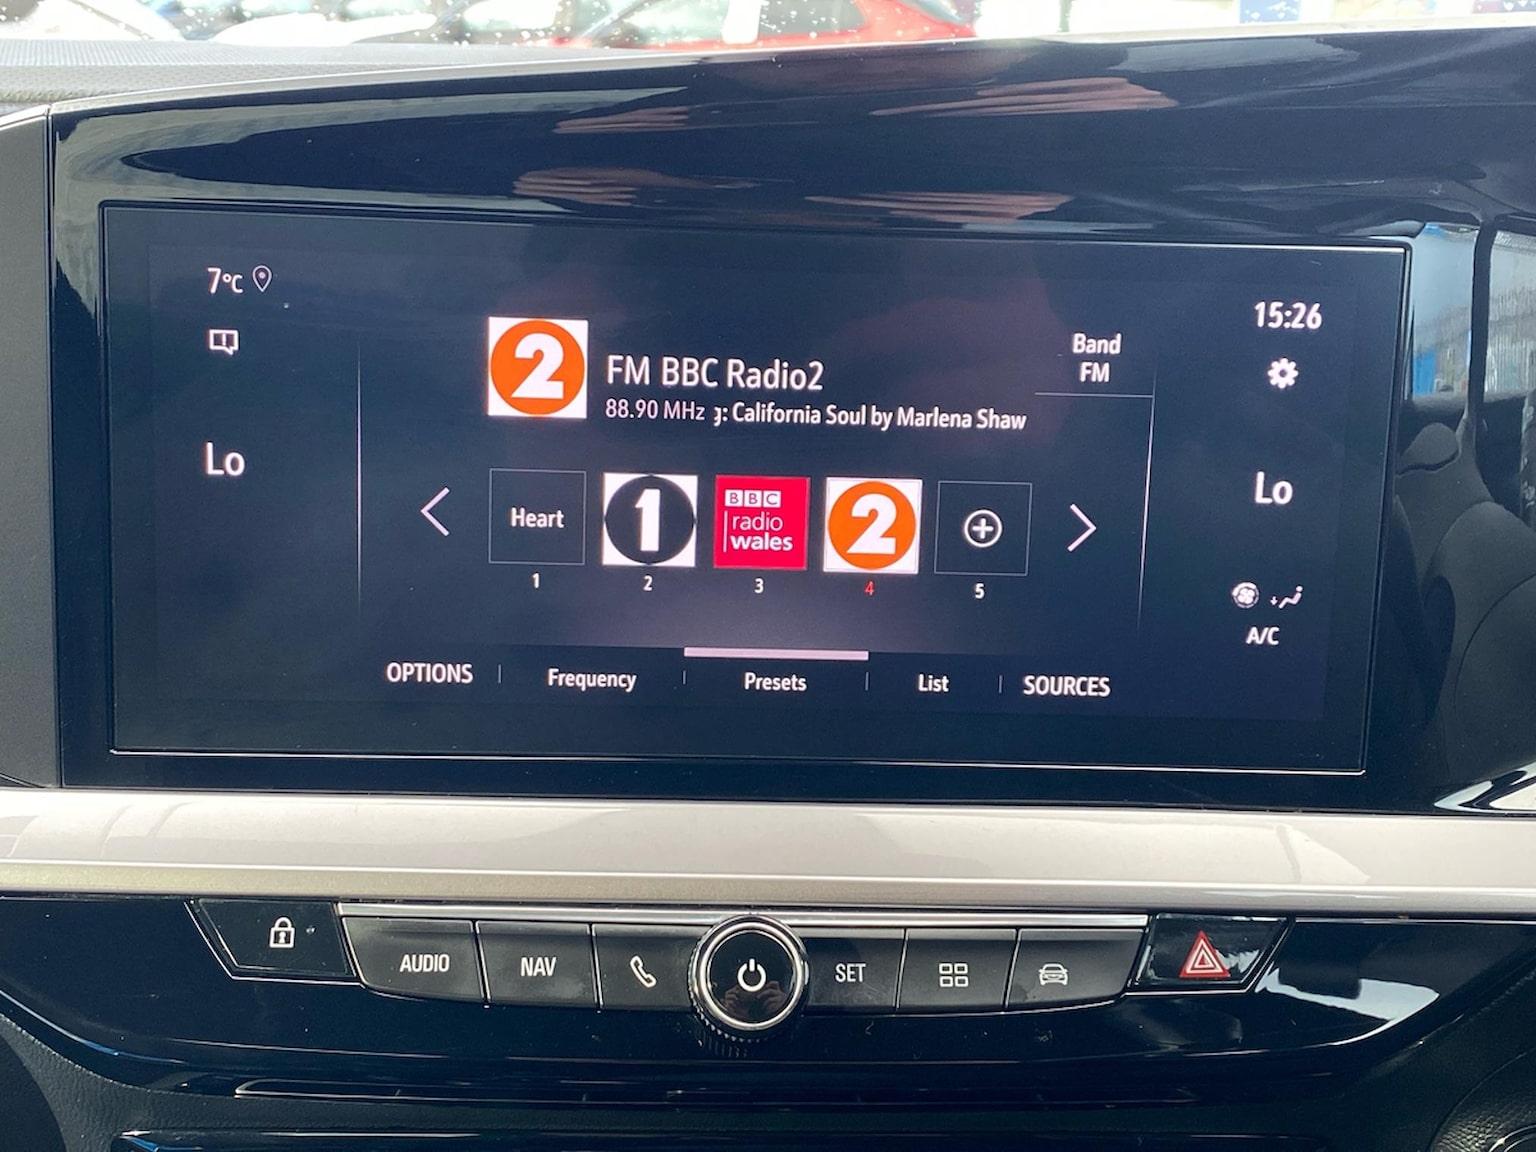 7°C
15:26
Band
FM
2
FM BBC Radio2
88.90 MHz g: California Soul by Marlena Shaw
Lo
Lo
Heart
1
BBC
radio
wales
2
1
2
3
4
5
A/C
OPTIONS
Frequency
Presets
List
SOURCES
AUDIO
NAV
SET